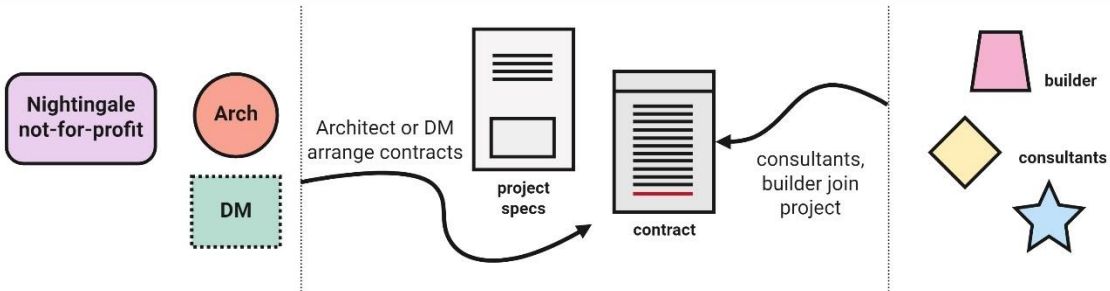 Nightingale
not-for-profit
Arch
DM
Architect or DM
arrange contracts
project
specs
contract
consultants,
builder join
project
builder
consultants